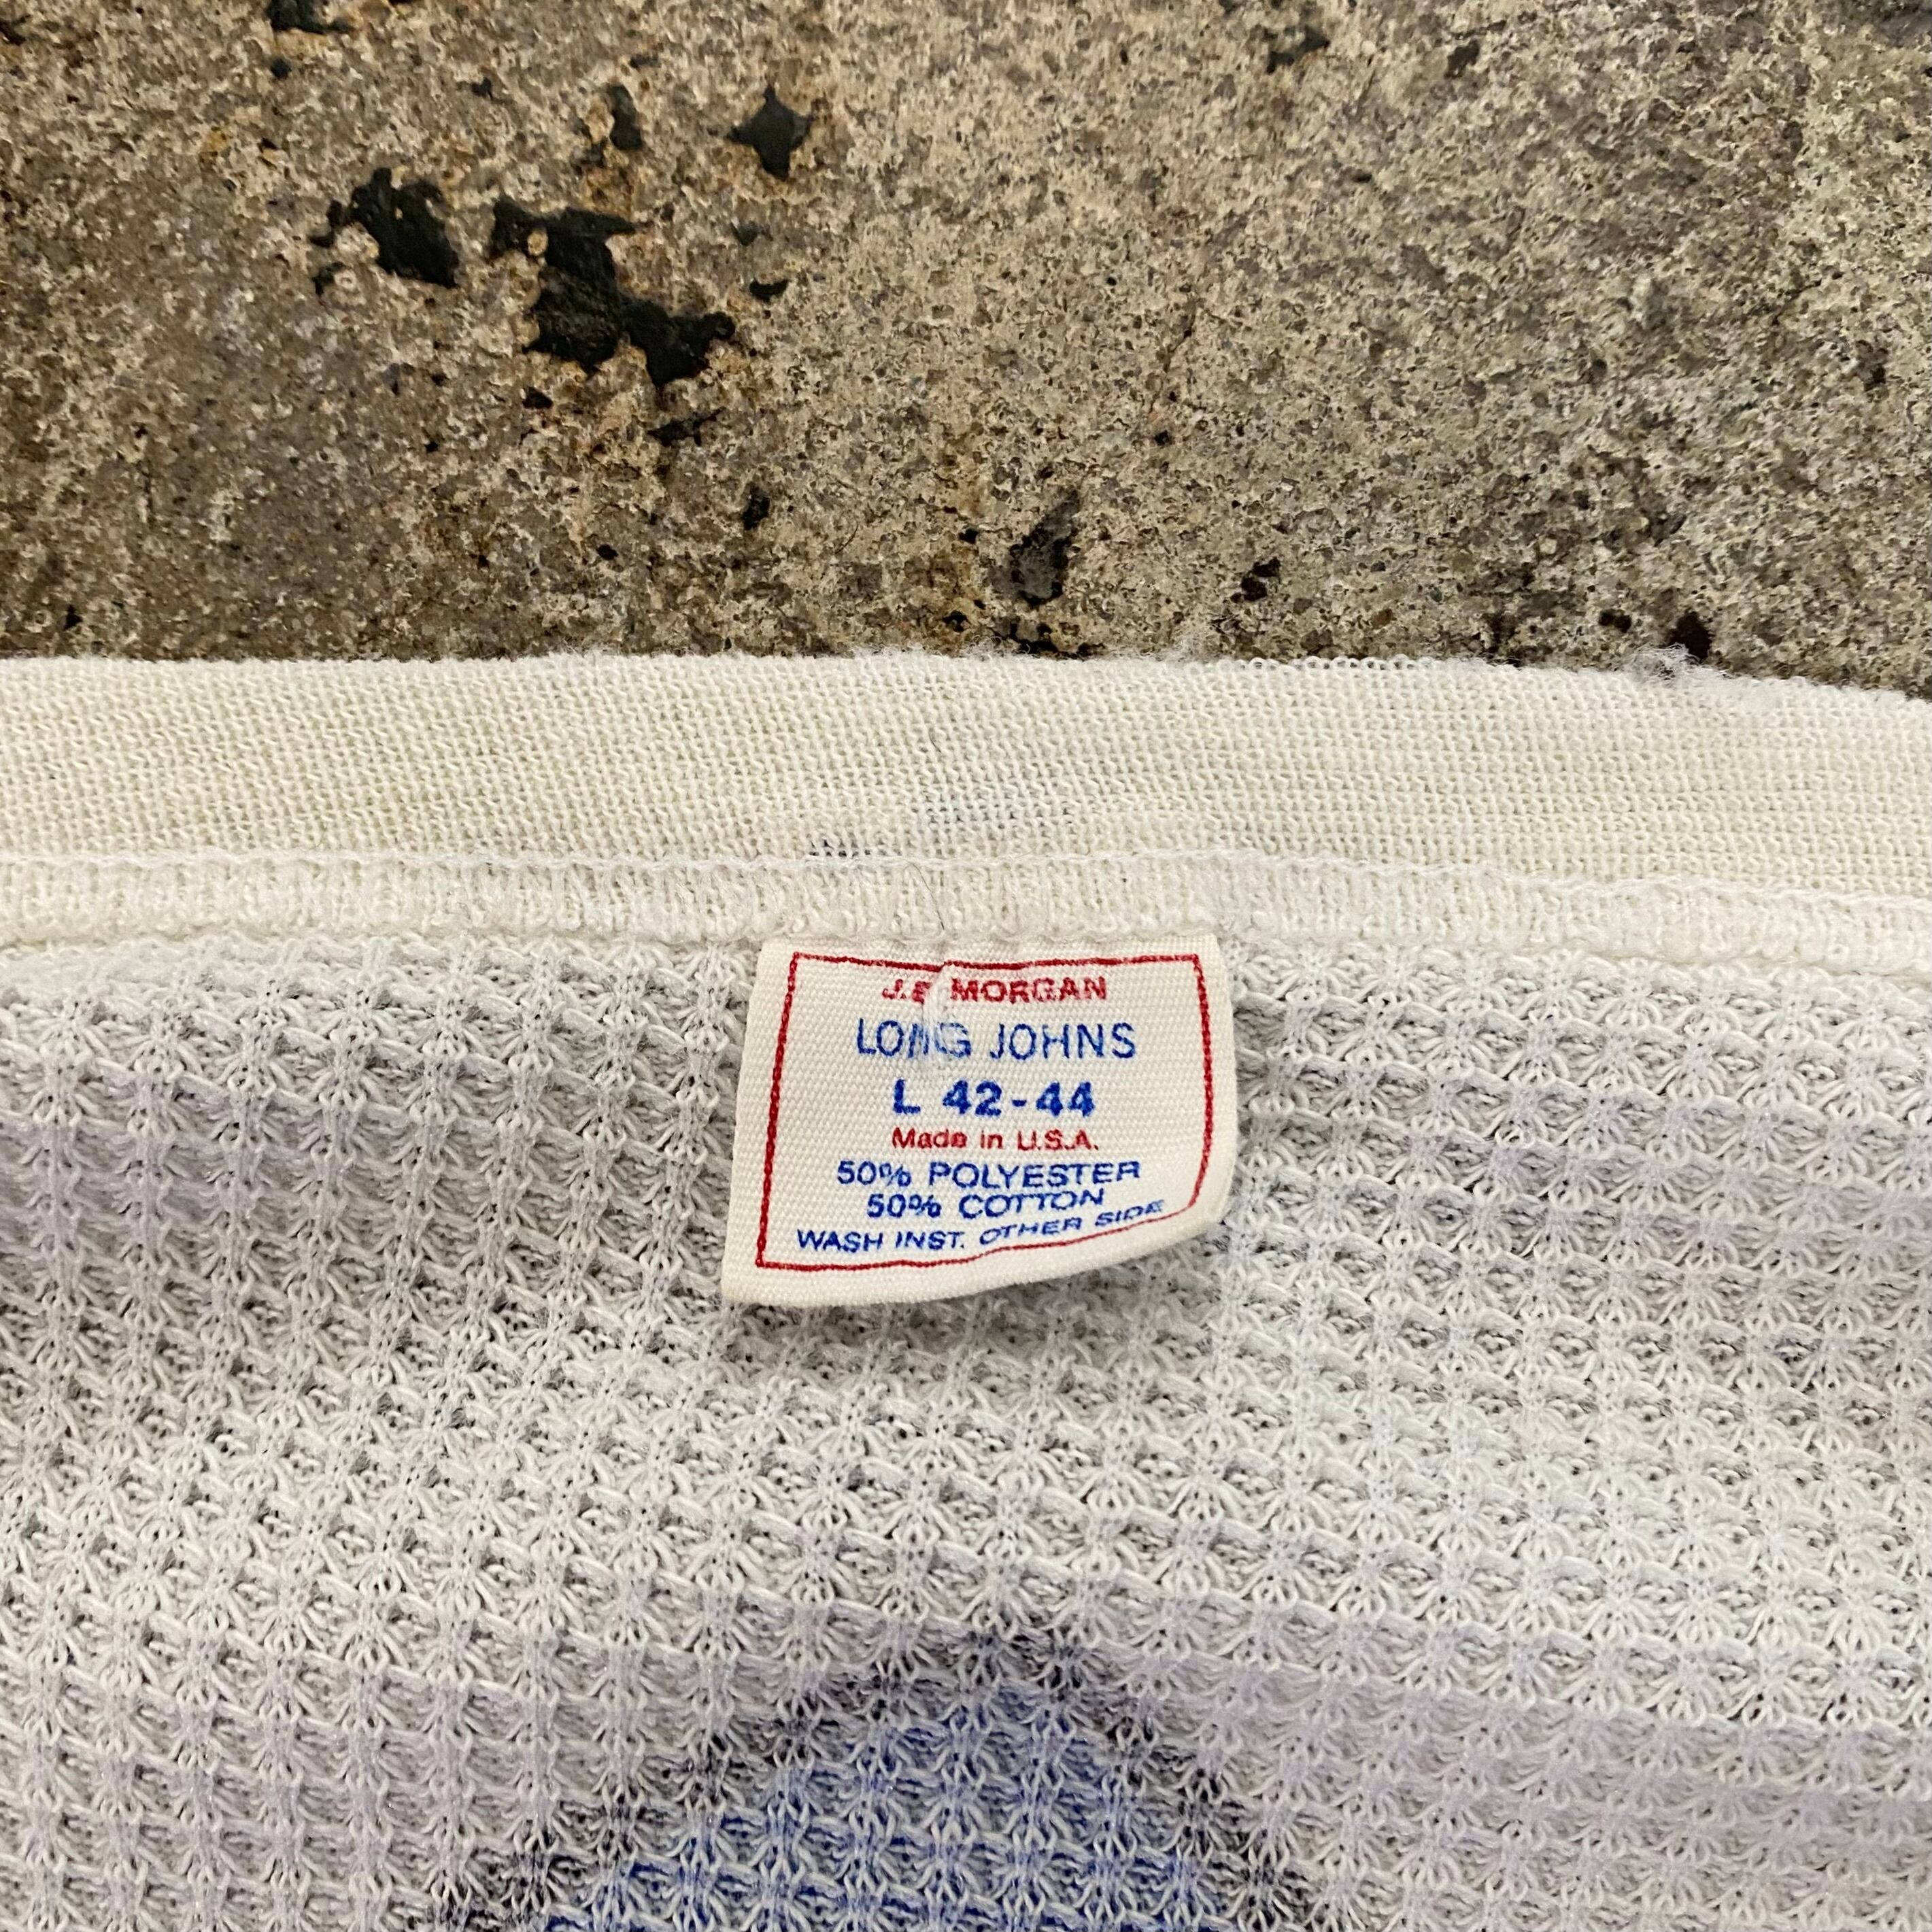 J.E MORGAN
LONG JOHNS
L 42-44
Made in U.S.A.
50% POLYESTER
50% COTTON
WASH INST. OTHER SIDE